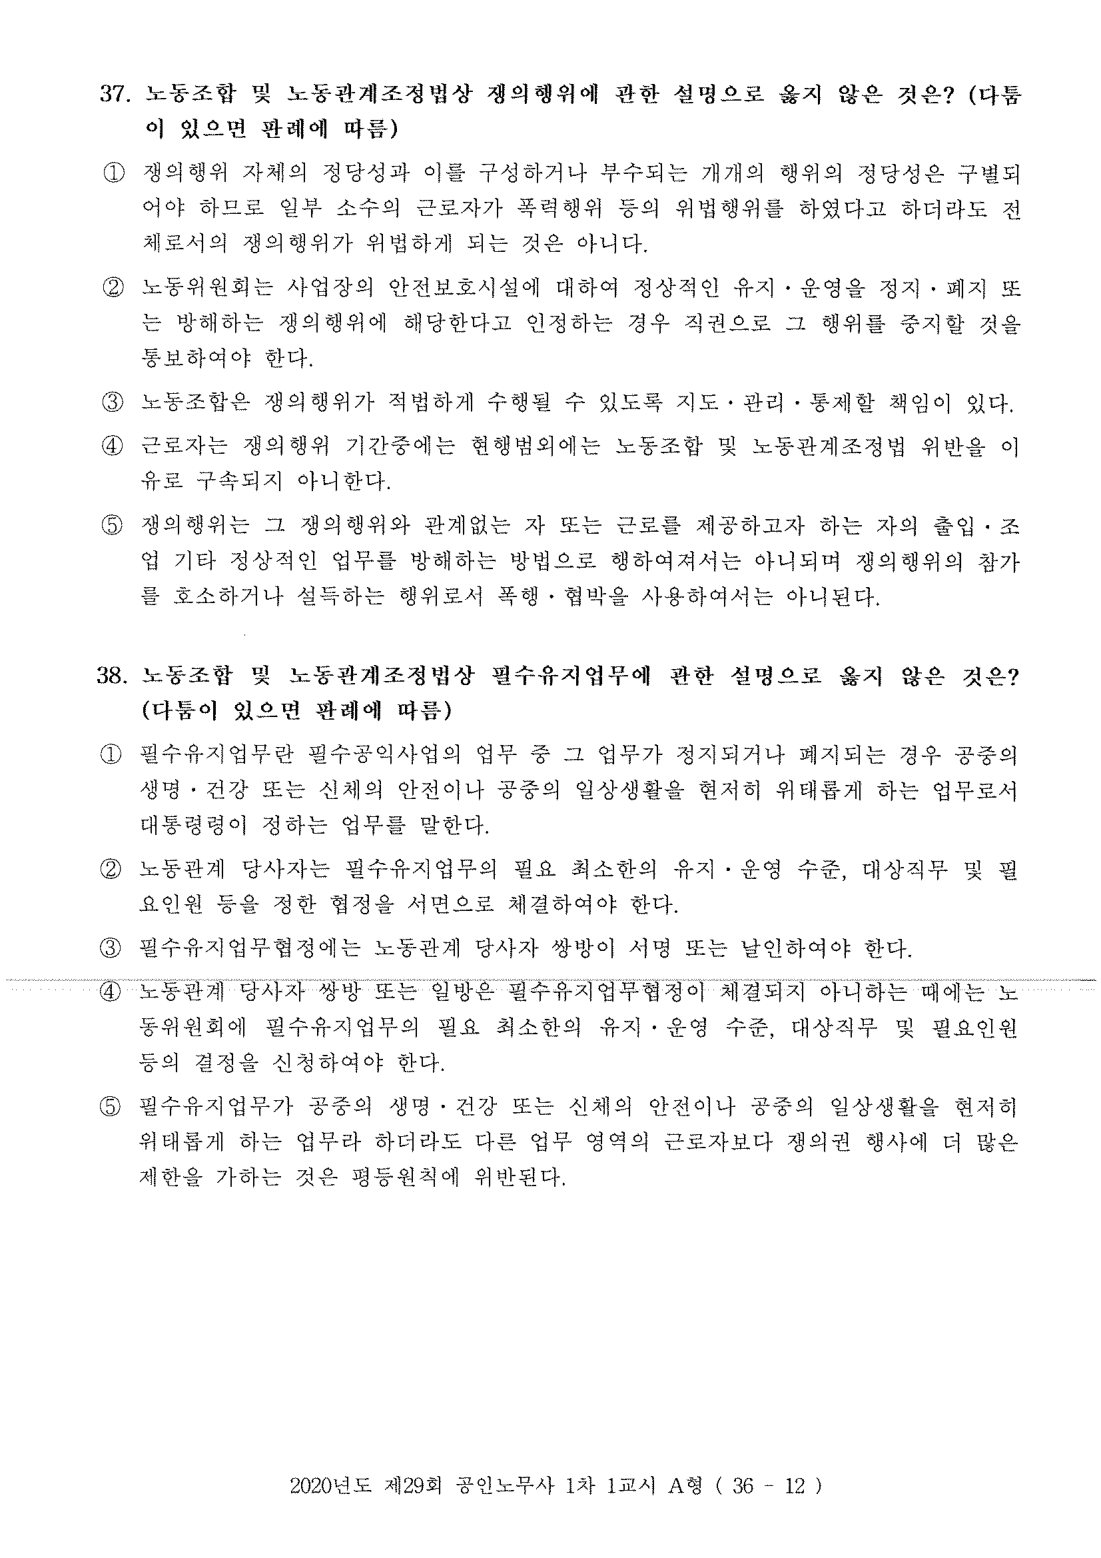 37. 노동조합 및 노동관계조정법상 쟁의행위에 관한 설명으로 옳지 않은 것은? (다툼
이 있으면 판례에 따름)
① 쟁의행위 자체의 정당성과 이를 구성하거나 부수되는 개개의 행위의 정당성은 구별되
어야 하므로 일부 소수의 근로자가 폭력행위 등의 위법행위를 하였다고 하더라도 전
체로서의 쟁의행위가 위법하게 되는 것은 아니다.
② 노동위원회는 사업장의 안전보호시설에 대하여 정상적인 유지·운영을 정지·폐지 또
는 방해하는 쟁의행위에 해당한다고 인정하는 경우 직권으로 그 행위를 중지할 것을
통보하여야 한다.
③ 노동조합은 쟁의행위가 적법하게 수행될 수 있도록 지도·관리·통제할 책임이 있다.
④ 근로자는 쟁의행위 기간중에는 현행범외에는 노동조합 및 노동관계조정법 위반을 이
유로 구속되지 아니한다.
⑤ 쟁의행위는 그 쟁의행위와 관계없는 자 또는 근로를 제공하고자 하는 자의 출입·조
업 기타 정상적인 업무를 방해하는 방법으로 행하여져서는 아니되며 쟁의행위의 참가
를 호소하거나 설득하는 행위로서 폭행·협박을 사용하여서는 아니된다.
38. 노동조합 및 노동관계조정법상 필수유지업무에 관한 설명으로 옳지 않은 것은?
(다툼이 있으면 판례에 따름)
① 필수유지업무란 필수공익사업의 업무 중 그 업무가 정지되거나 폐지되는 경우 공중의
생명·건강 또는 신체의 안전이나 공중의 일상생활을 현저히 위태롭게 하는 업무로서
대통령령이 정하는 업무를 말한다.
② 노동관계 당사자는 필수유지업무의 필요 최소한의 유지·운영 수준, 대상직무 및 필
요인원 등을 정한 협정을 서면으로 체결하여야 한다.
③ 필수유지업무협정에는 노동관계 당사자 쌍방이 서명 또는 날인하여야 한다.
④ 노동관계 당사자 쌍방 또는 일방은 필수유지업무협정이 체결되지 아니하는 때에는 노
동위원회에 필수유지업무의 필요 최소한의 유지·운영 수준, 대상직무 및 필요인원
등의 결정을 신청하여야 한다.
⑤ 필수유지업무가 공중의 생명·건강 또는 신체의 안전이나 공중의 일상생활을 현저히
위태롭게 하는 업무라 하더라도 다른 업무 영역의 근로자보다 쟁의권 행사에 더 많은
제한을 가하는 것은 평등원칙에 위반된다.
2020년도 제29회 공인노무사 1차 1교시 A형 ( 36 - 12 )